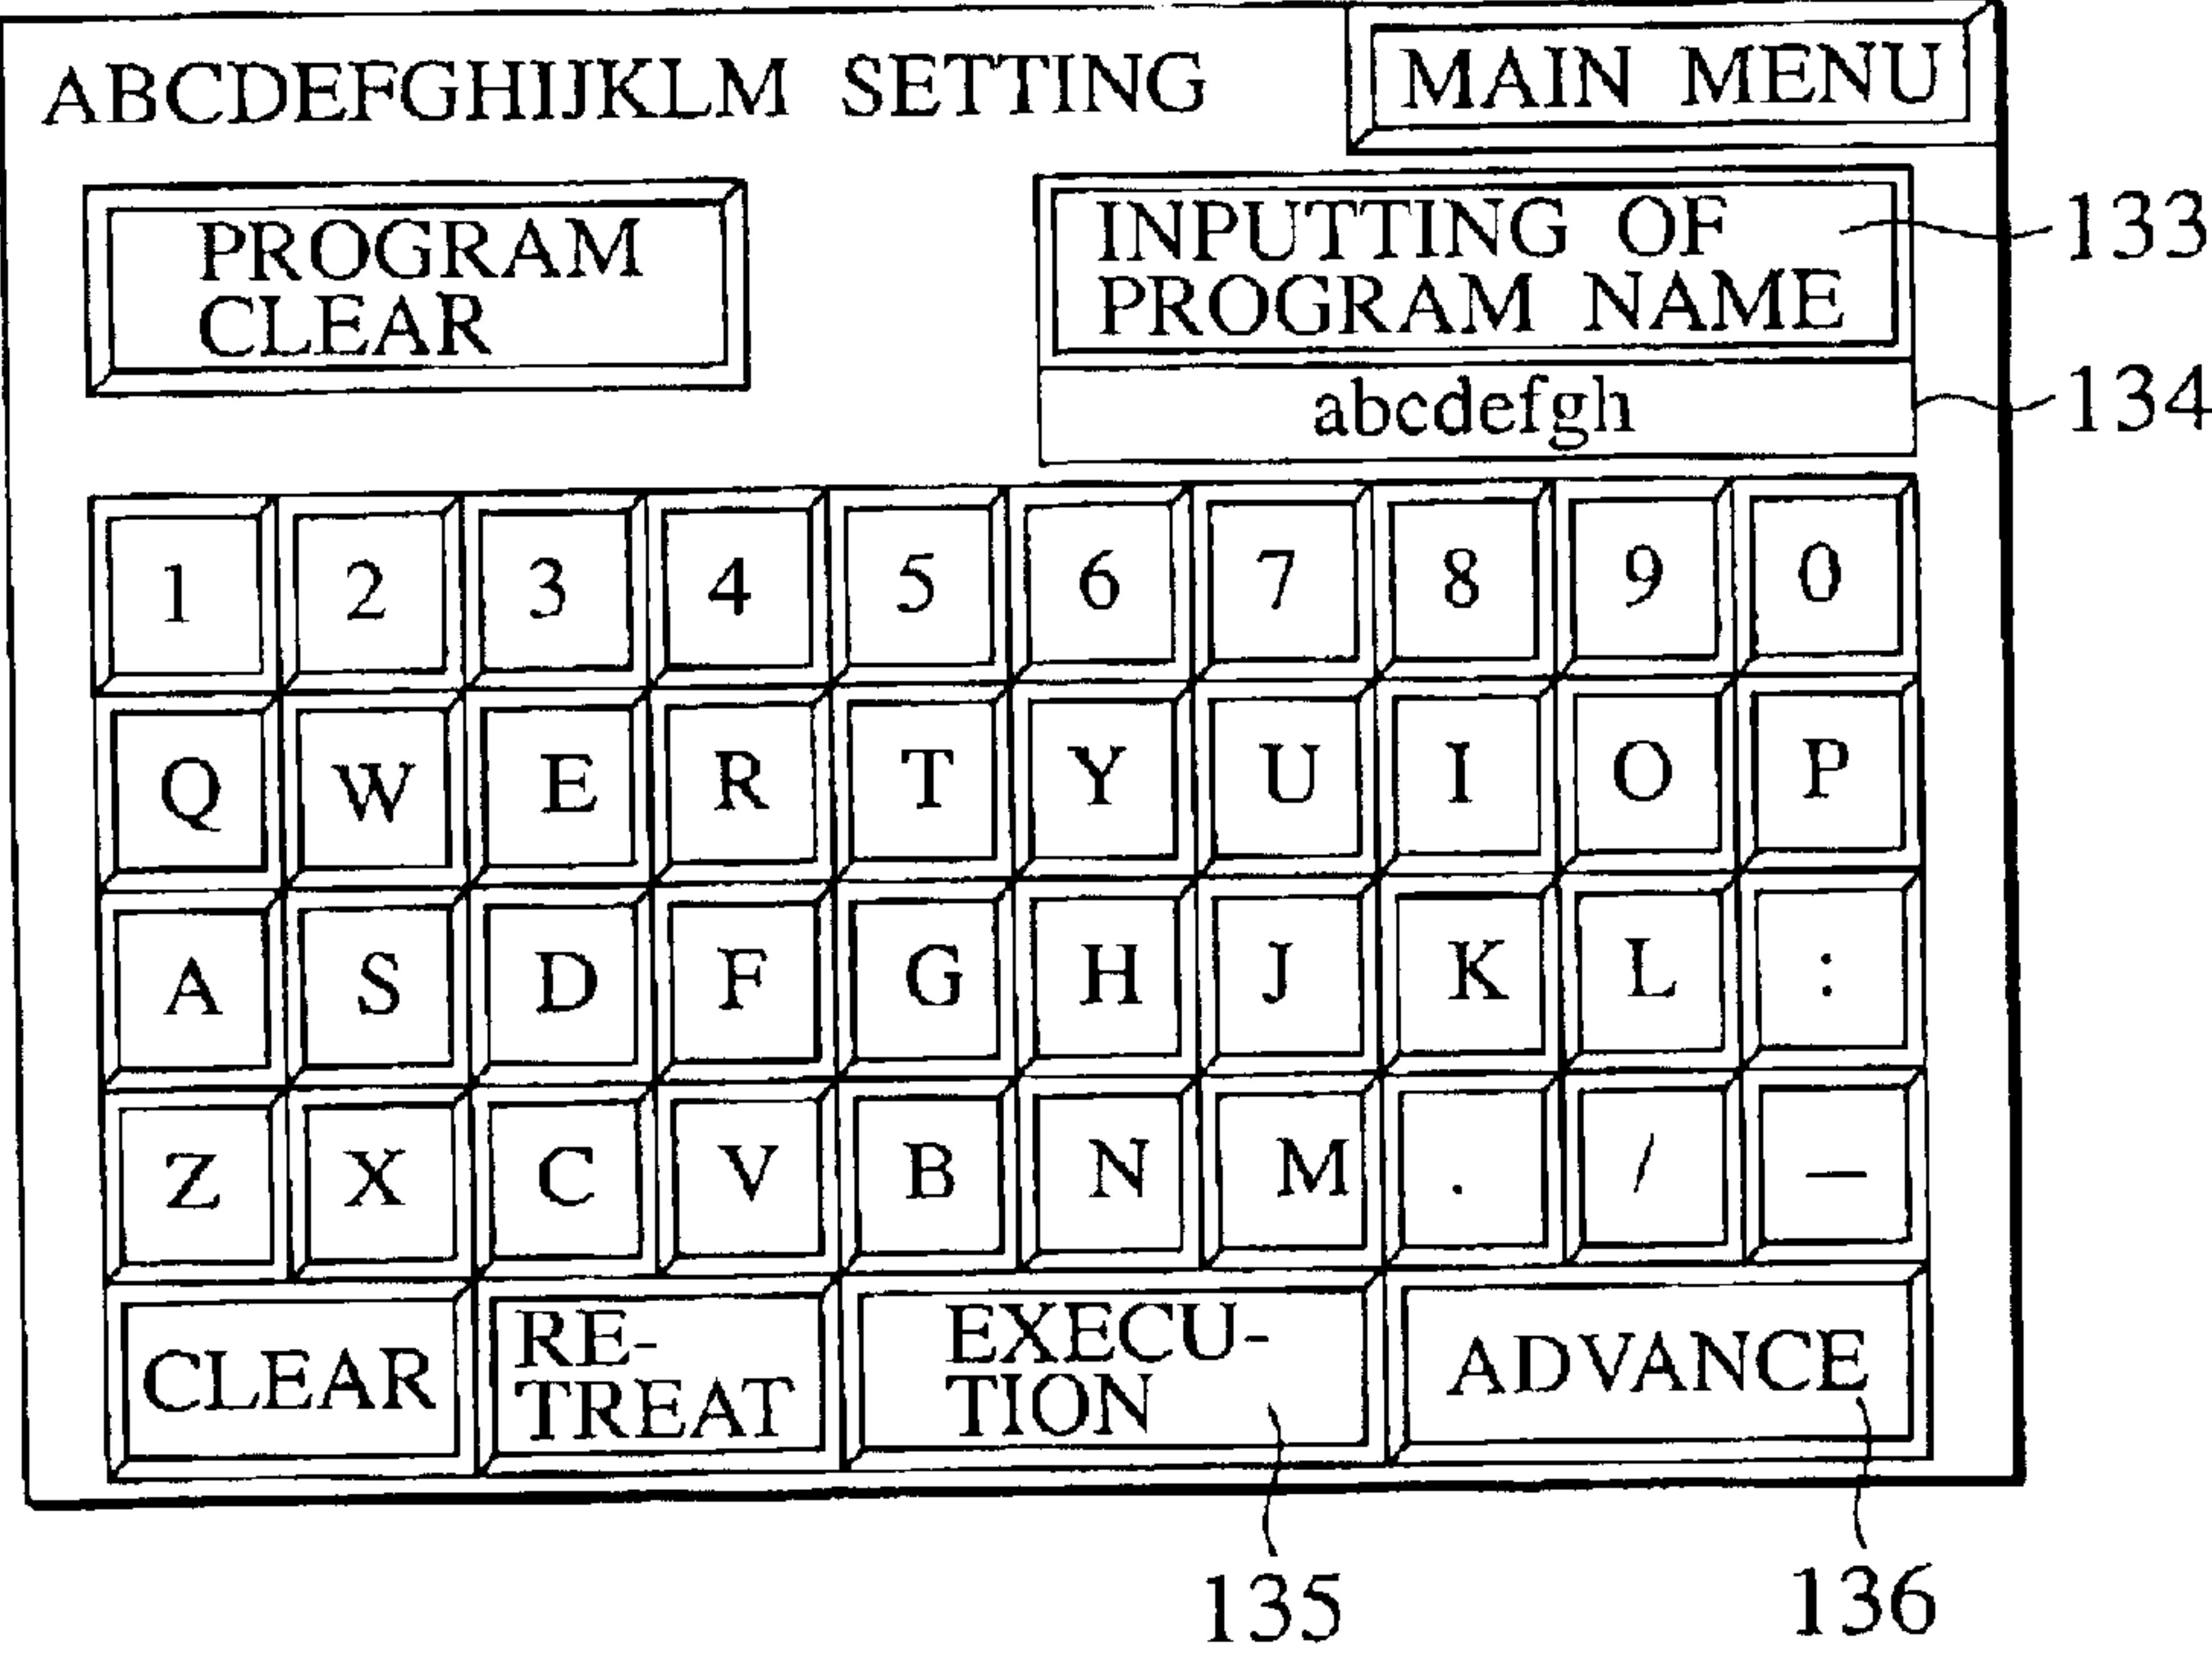 ABCDEFGHIJKLM SETTING
MAIN MENU
PROGRAM
CLEAR
INPUTTING OF
PROGRAM NAME
133
abcdefgh
134
1 2 3 4 5 6 7 8 9 0
Q W E R T Y U I O P
A S D F G H J K L :
Z X C V B N M . / —
CLEAR
RE-
TREAT
EXECU-
TION
ADVANCE
135
136